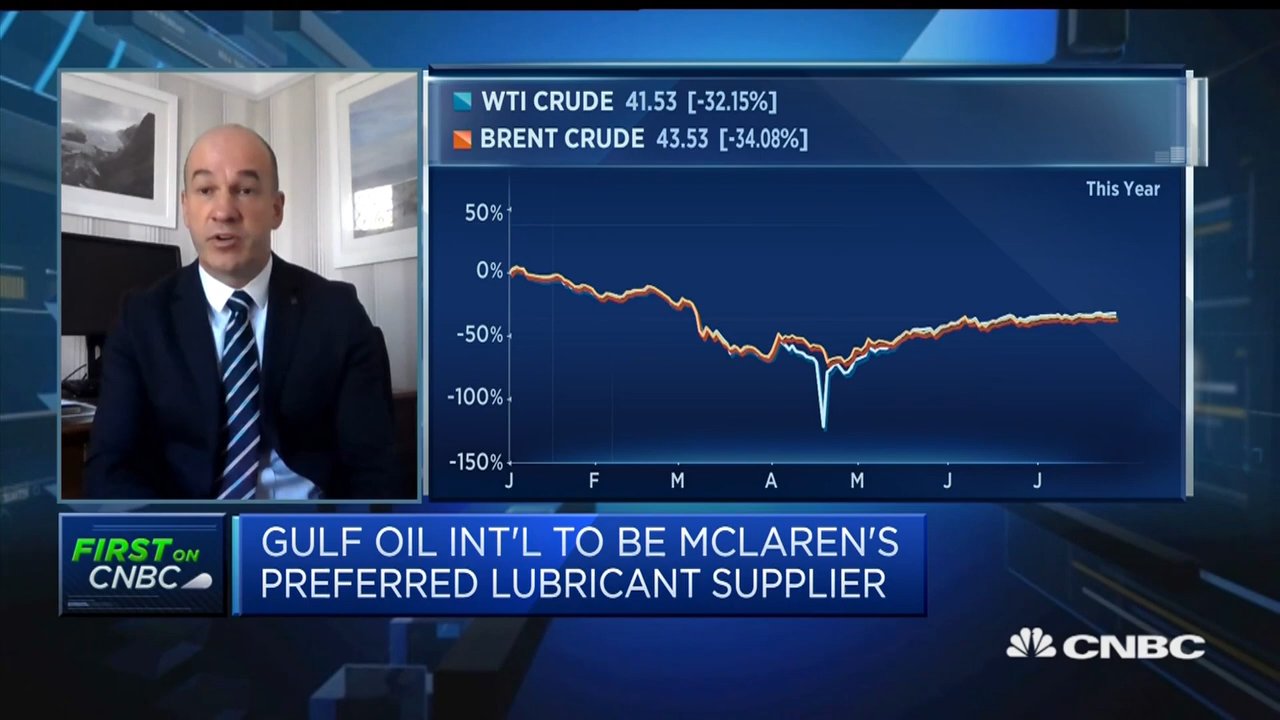 WTI CRUDE 41.53 [-32.15%]
BRENT CRUDE 43.53 [-34.08%]
This Year
50%
0%
-50%
-100%
-150%
J F M A M J J
FIRST ON
CNBC
GULF OIL INT'L TO BE MCLAREN'S
PREFERRED LUBRICANT SUPPLIER
CNBC